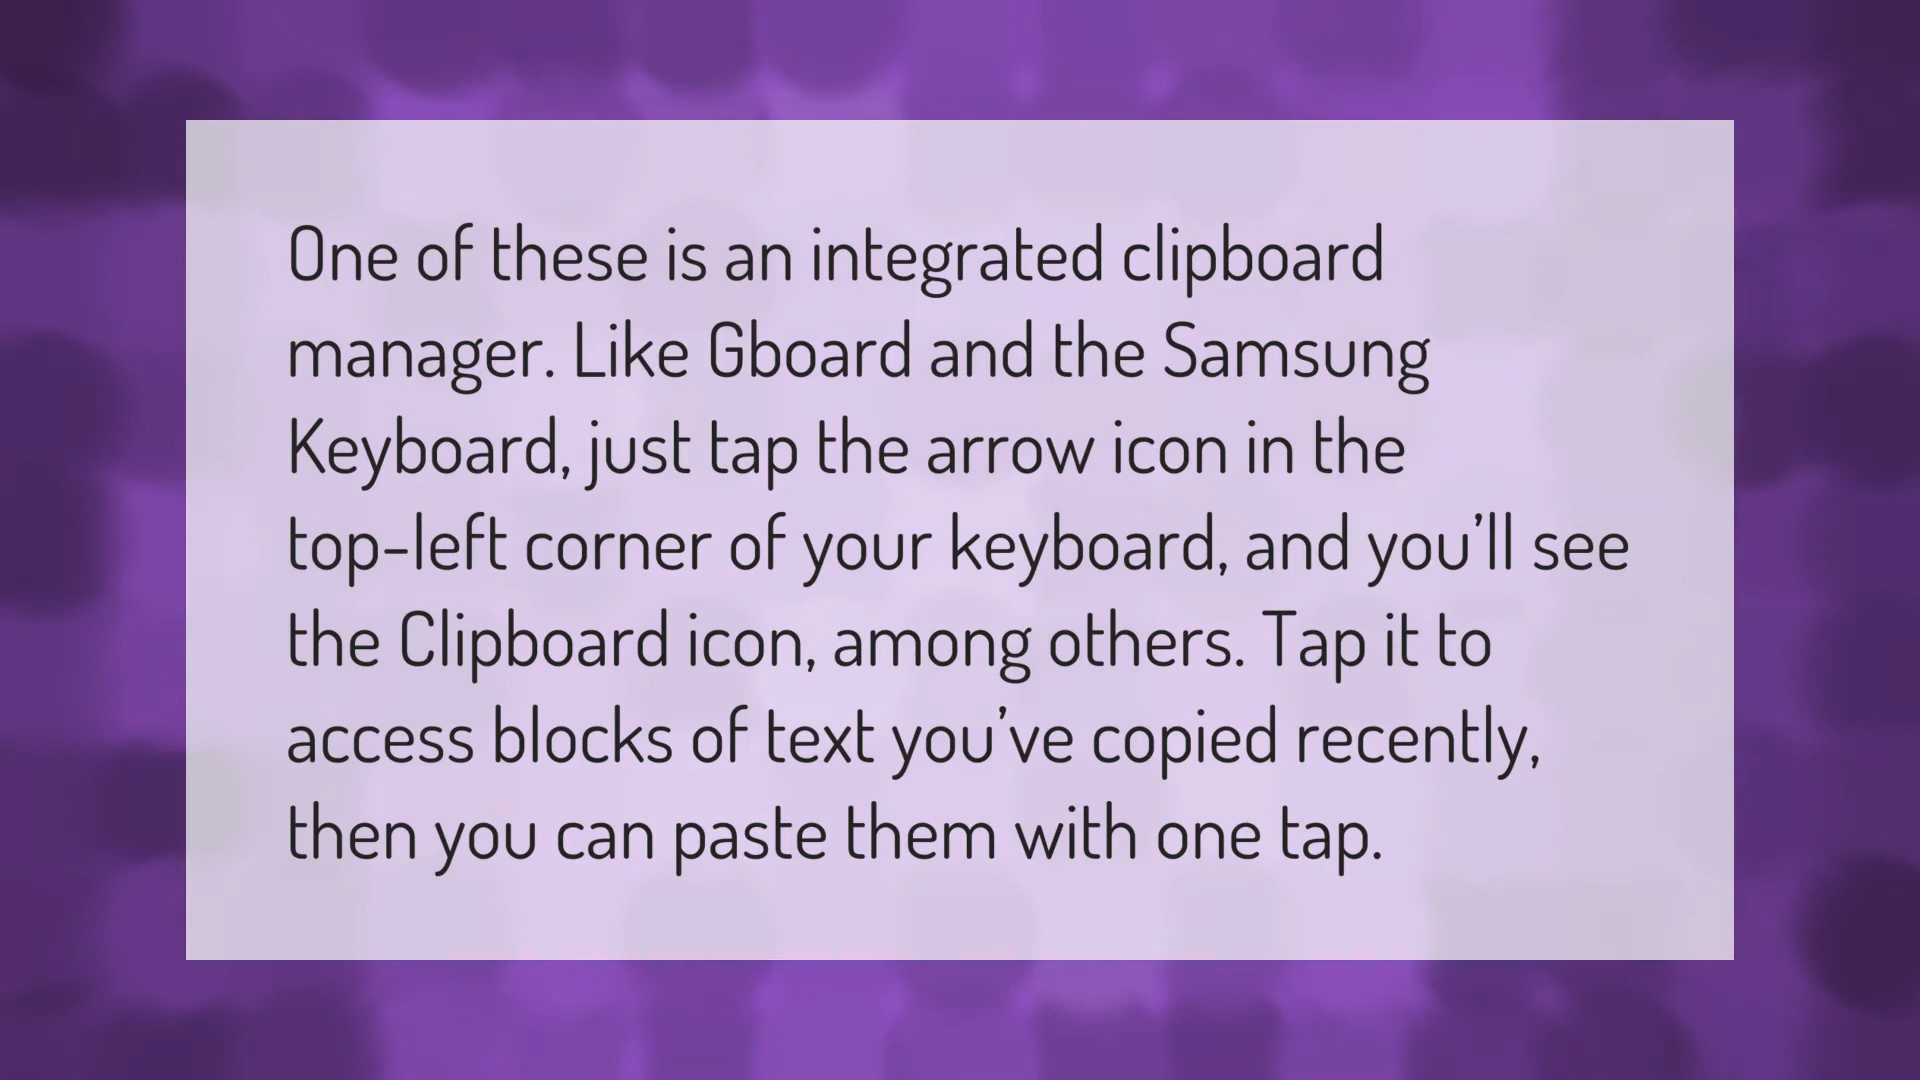 One of these is an integrated clipboard
manager. Like Gboard and the Samsung
Keyboard, just tap the arrow icon in the
top-left corner of your keyboard, and you’ll see
the Clipboard icon, among others. Tap it to
access blocks of text you’ve copied recently,
then you can paste them with one tap.